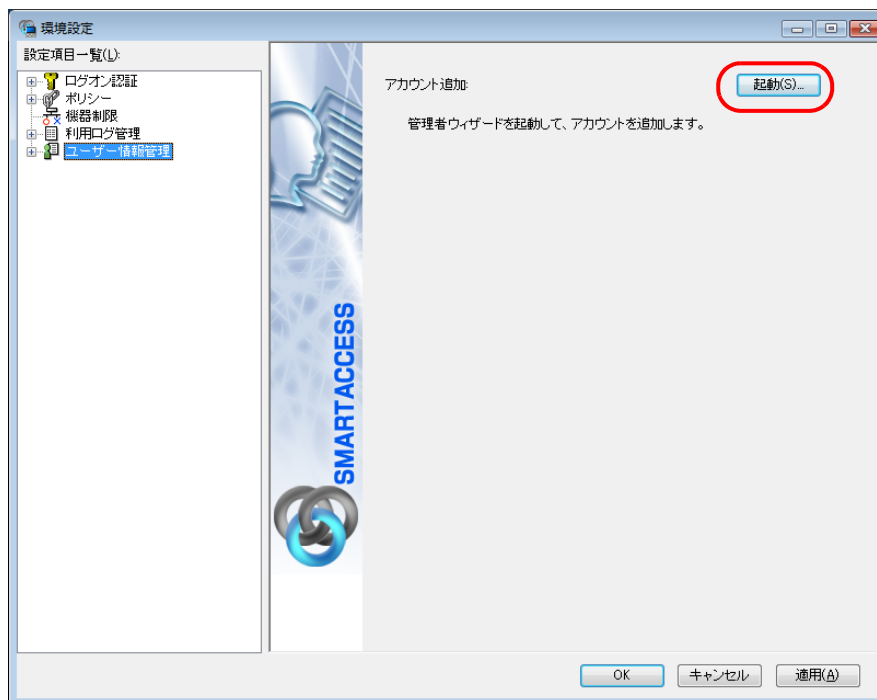 環境設定
設定項目一覧(L):
ログオン認証
ポリシー
機器制限
利用ログ管理
ユーザー情報管理
アカウント追加:
起動(S)...
管理者ウィザードを起動して、アカウントを追加します。
SMARTACCESS
OK
キャンセル
適用(A)